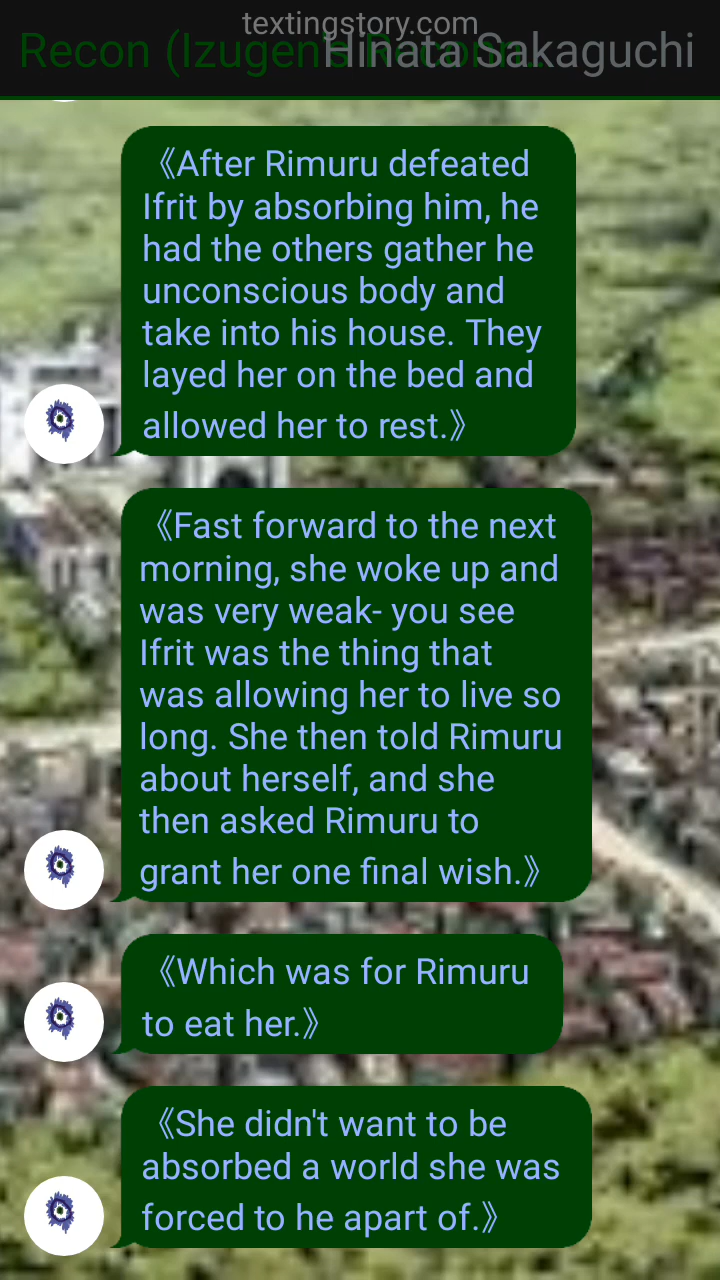 textingstory.com
Recon (Izugen's Recon
Hinata Sakaguchi
《After Rimuru defeated
Ifrit by absorbing him, he
had the others gather he
unconscious body and
take into his house. They
layed her on the bed and
allowed her to rest.》
《Fast forward to the next
morning, she woke up and
was very weak- you see
Ifrit was the thing that
was allowing her to live so
long. She then told Rimuru
about herself, and she
then asked Rimuru to
grant her one final wish.》
《Which was for Rimuru
to eat her.》
《She didn't want to be
absorbed a world she was
forced to he apart of.》